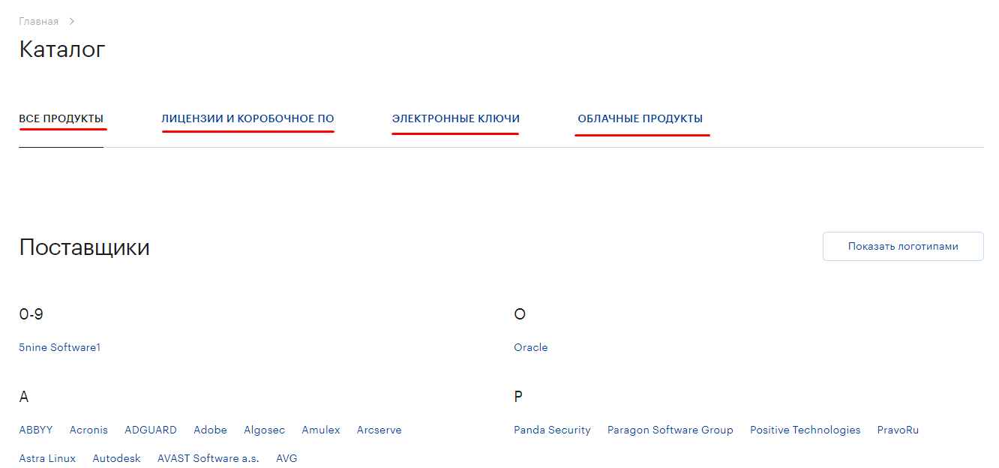 Главная
Каталог
ВСЕ ПРОДУКТЫ ЛИЦЕНЗИИ И КОРОБОЧНОЕ ПО ЭЛЕКТРОННЫЕ КЛЮЧИ ОБЛАЧНЫЕ ПРОДУКТЫ
Поставщики Показать логотипами
0-9
5nine Software1
A
ABBYY Acronis ADGUARD Adobe Algosec Amulex Arcserve
Astra Linux Autodesk AVAST Software a.s. AVG
O
Oracle
P
Panda Security Paragon Software Group Positive Technologies PravoRu